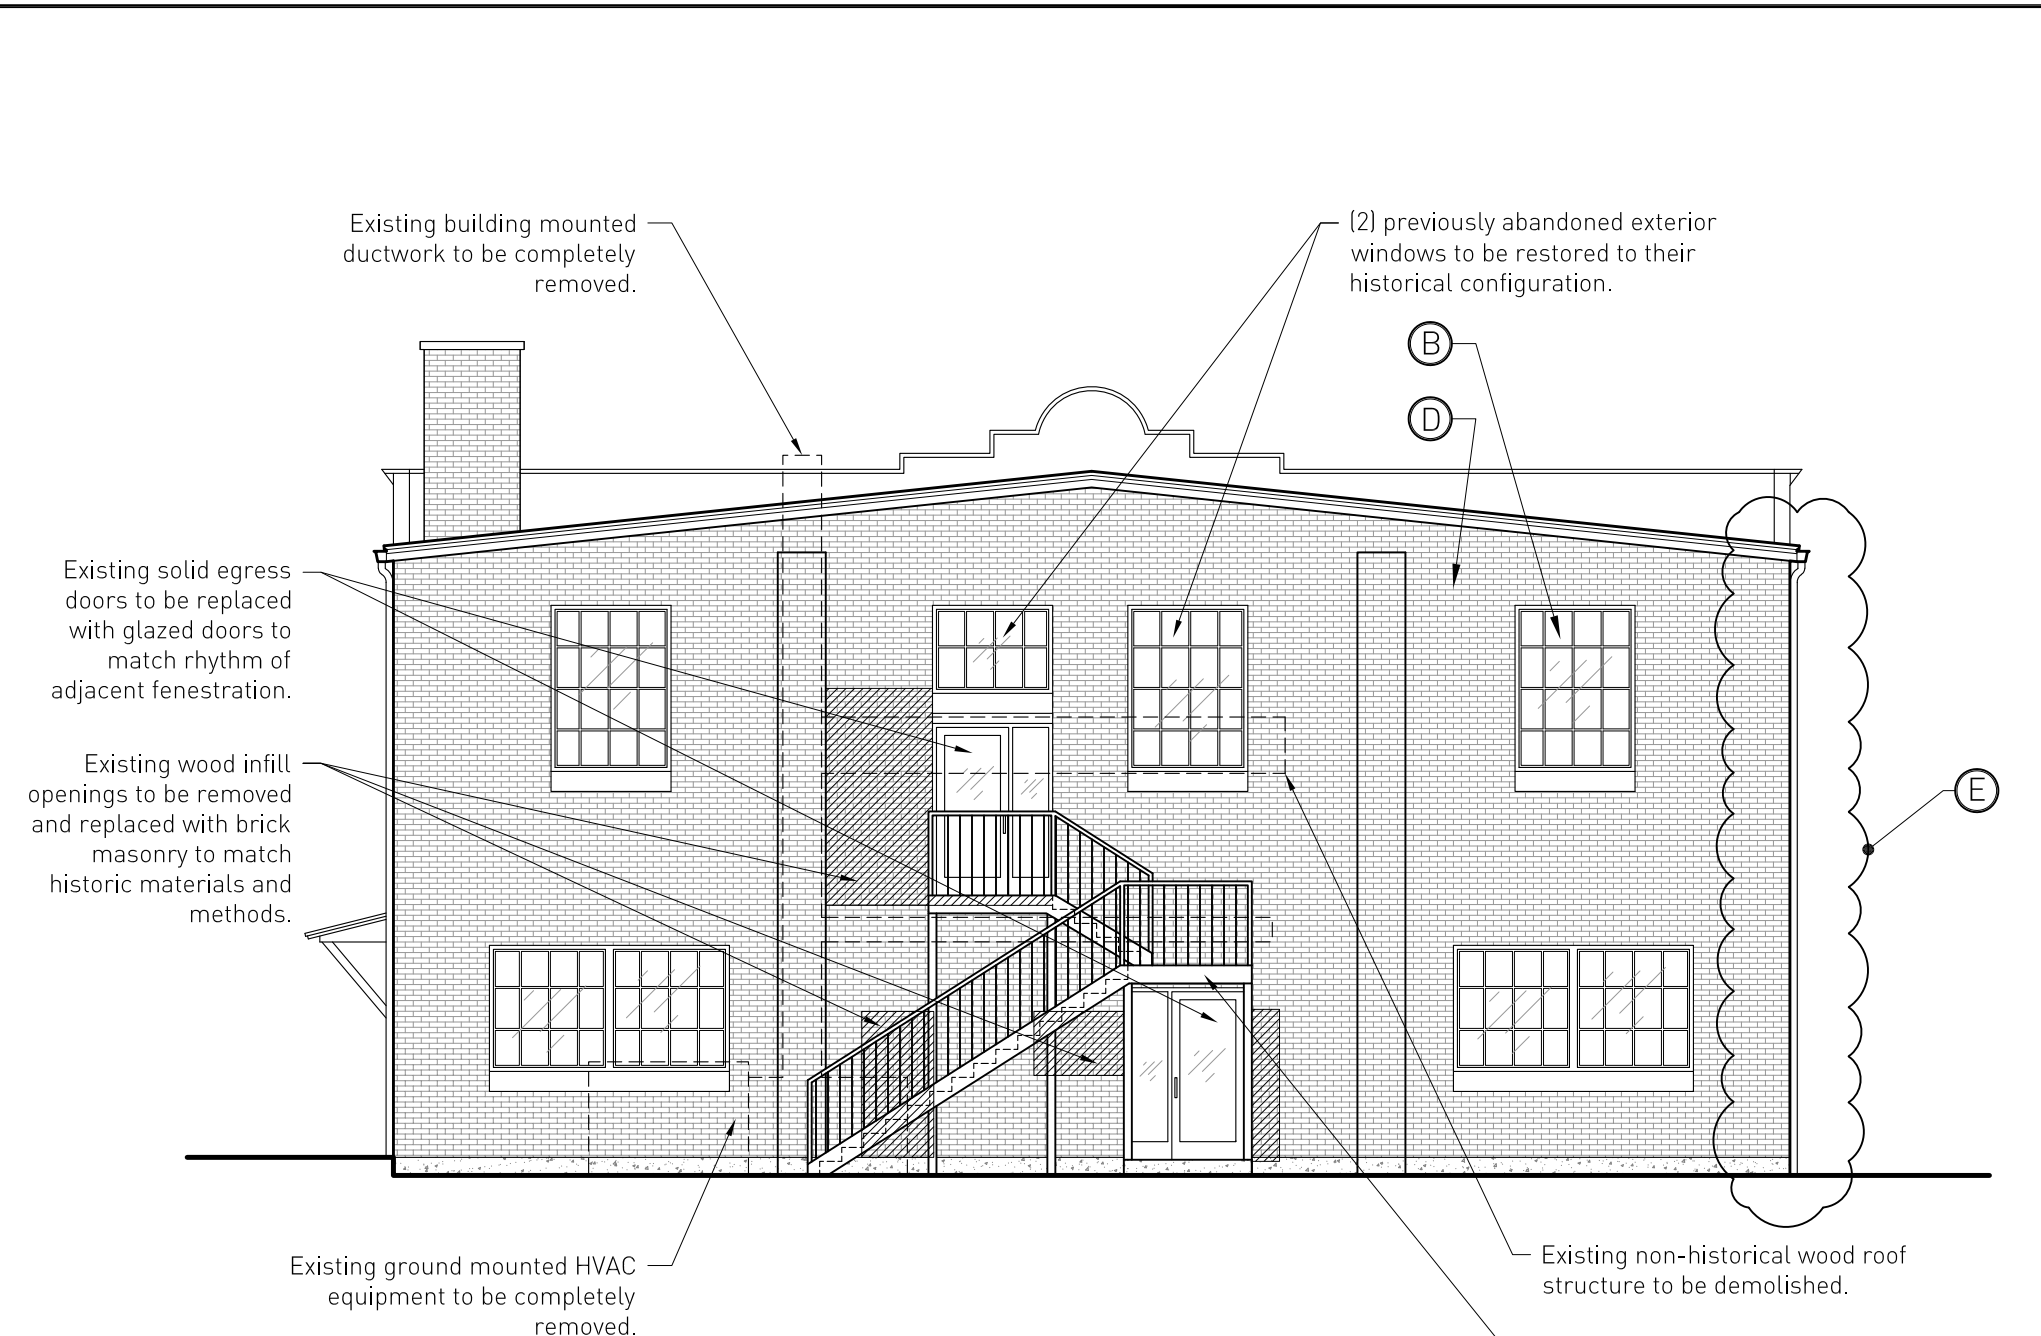 Existing building mounted
ductwork to be completely
removed.
(2) previously abandoned exterior
windows to be restored to their
historical configuration.
B
D
Existing solid egress
doors to be replaced
with glazed doors to
match rhythm of
adjacent fenestration.
Existing wood infill
openings to be removed
and replaced with brick
masonry to match
historic materials and
methods.
E
Existing ground mounted HVAC
equipment to be completely
removed.
Existing non-historical wood roof
structure to be demolished.